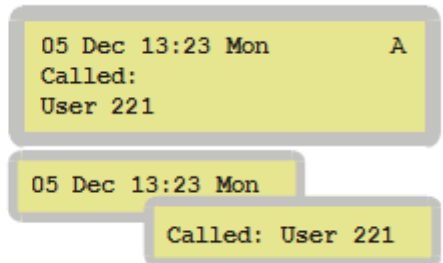 05 Dec 13:23 Mon A
Called:
User 221
05 Dec 13:23 Mon
Called: User 221